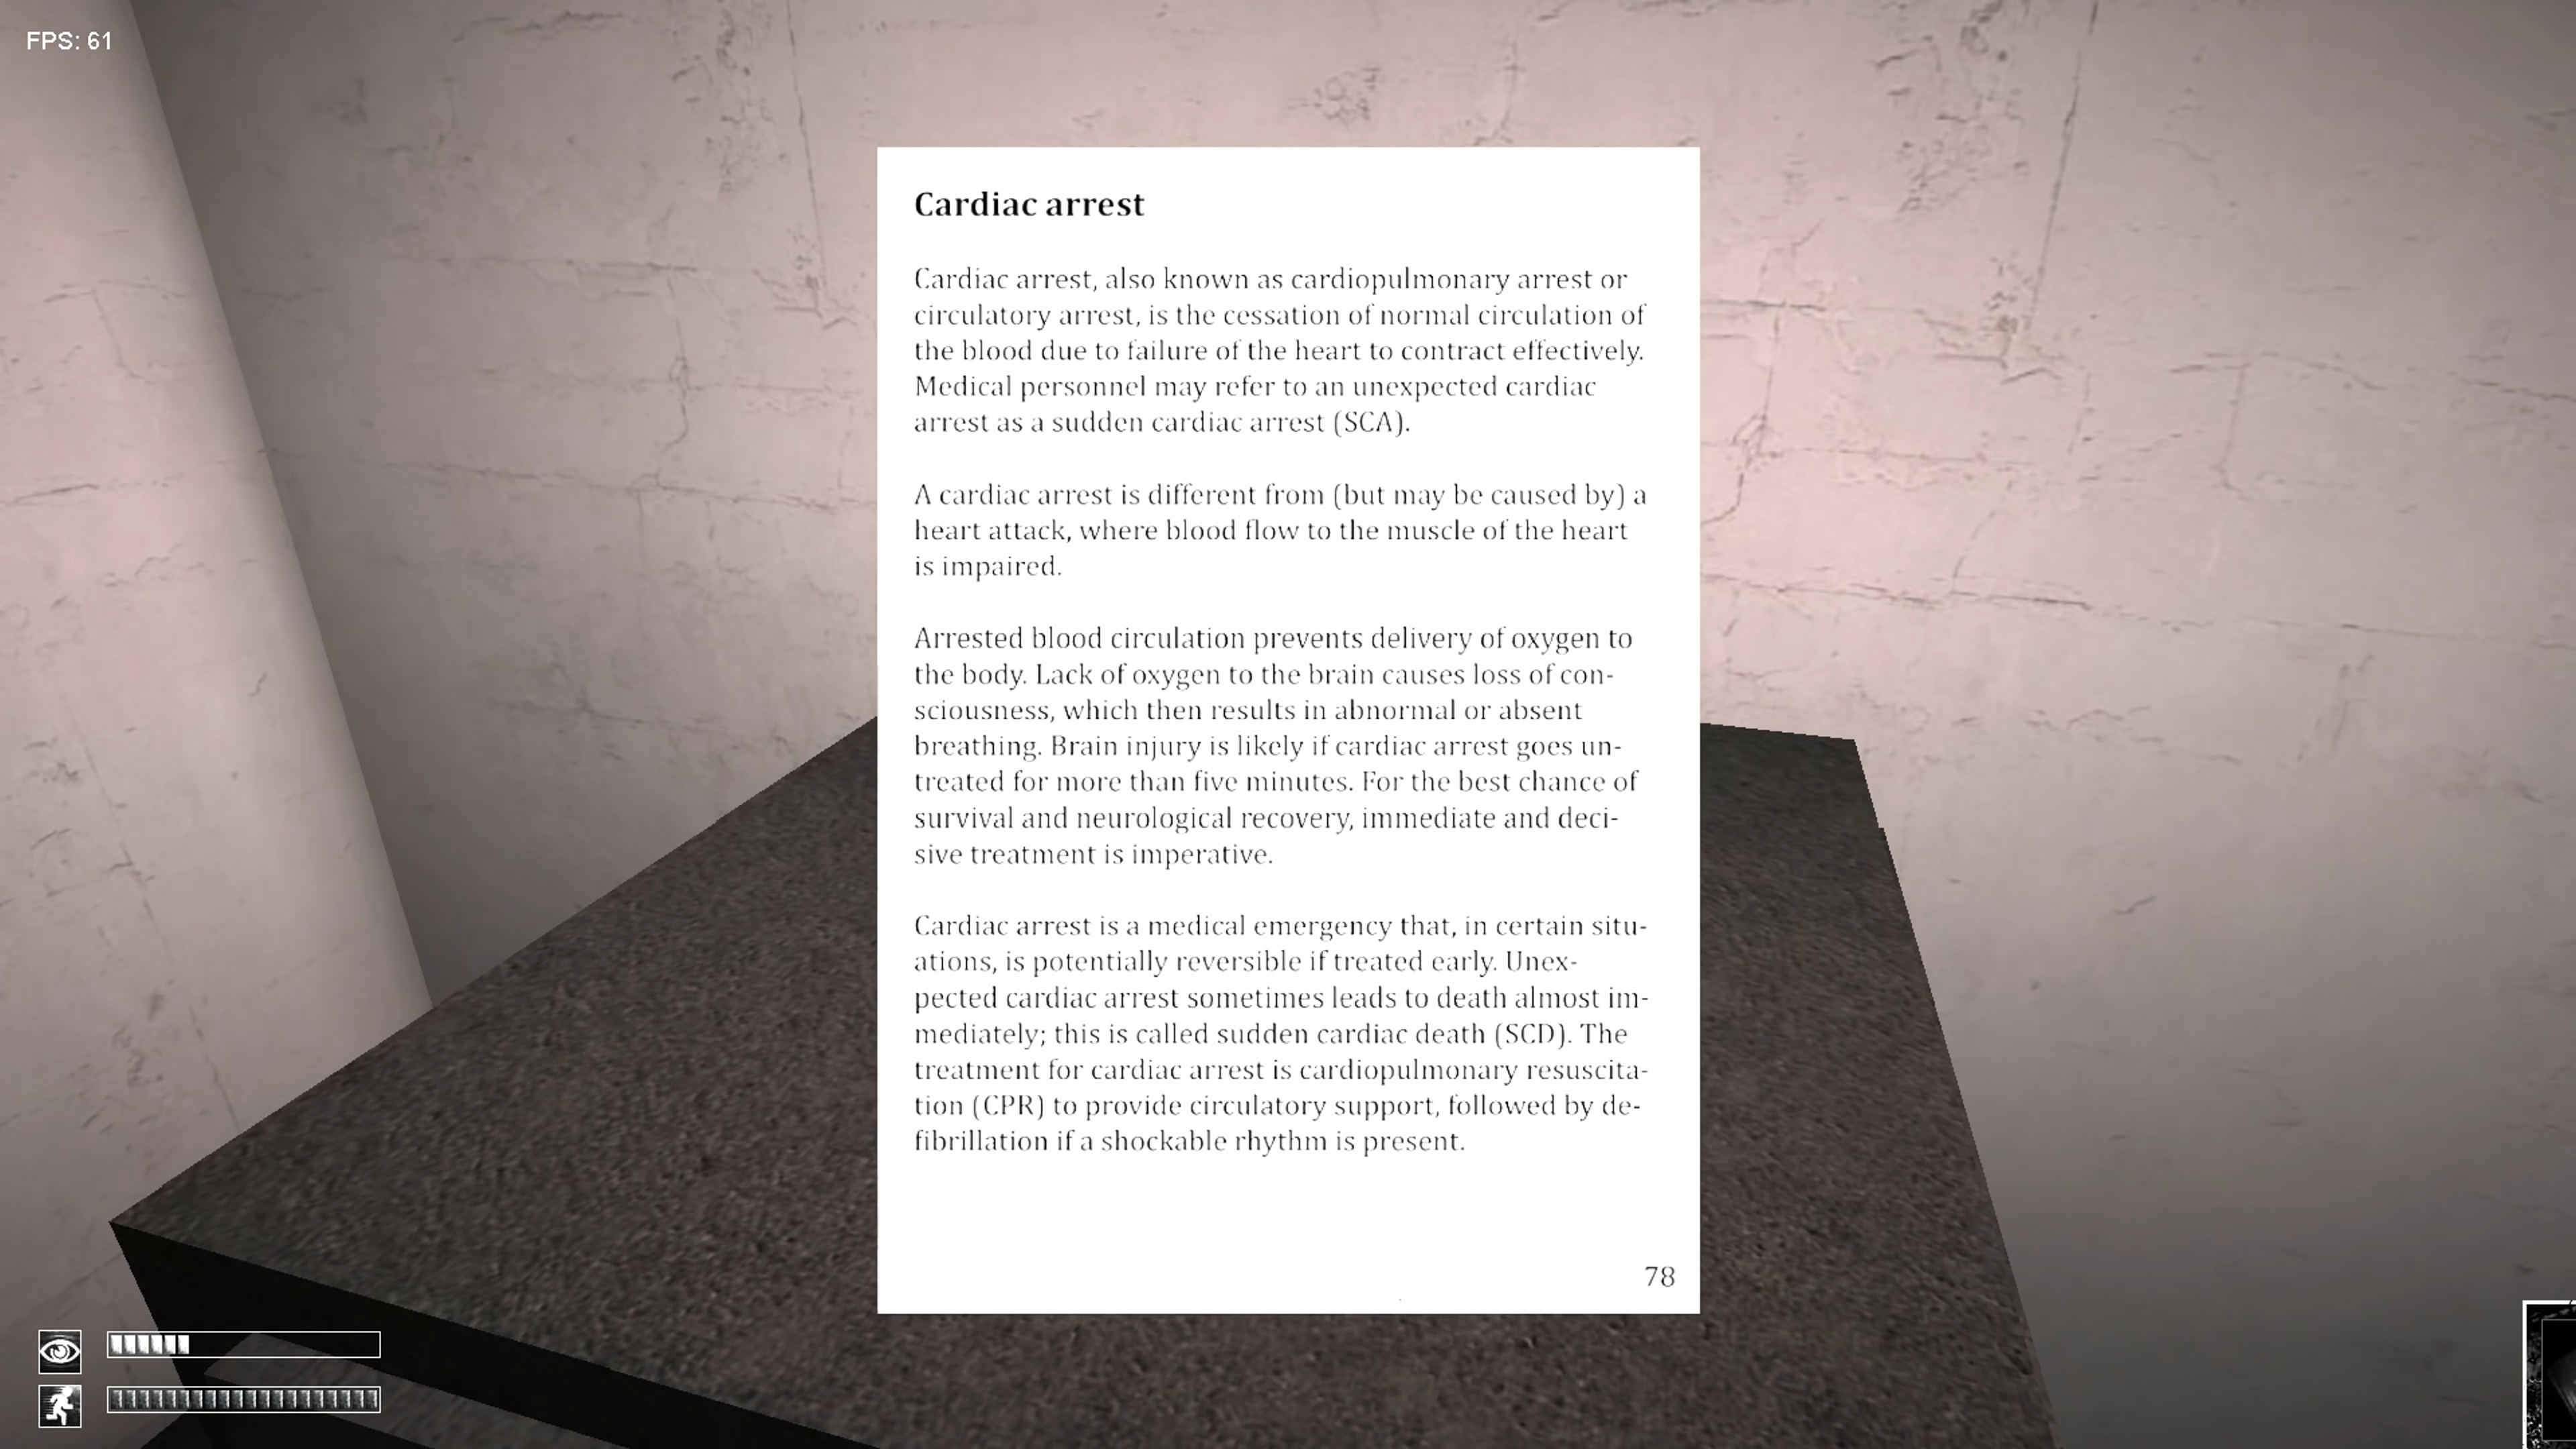 FPS: 61
Cardiac arrest
Cardiac arrest, also known as cardiopulmonary arrest or
circulatory arrest, is the cessation of normal circulation of
the blood due to failure of the heart to contract effectively.
Medical personnel may refer to an unexpected cardiac
arrest as a sudden cardiac arrest (SCA).
A cardiac arrest is different from (but may be caused by) a
heart attack, where blood flow to the muscle of the heart
is impaired.
Arrested blood circulation prevents delivery of oxygen to
the body. Lack of oxygen to the brain causes loss of con-
sciousness, which then results in abnormal or absent
breathing. Brain injury is likely if cardiac arrest goes un-
treated for more than five minutes. For the best chance of
survival and neurological recovery, immediate and deci-
sive treatment is imperative.
Cardiac arrest is a medical emergency that, in certain situ-
ations, is potentially reversible if treated early. Unex-
pected cardiac arrest sometimes leads to death almost im-
mediately; this is called sudden cardiac death (SCD). The
treatment for cardiac arrest is cardiopulmonary resuscita-
tion (CPR) to provide circulatory support, followed by de-
fibrillation if a shockable rhythm is present.
78